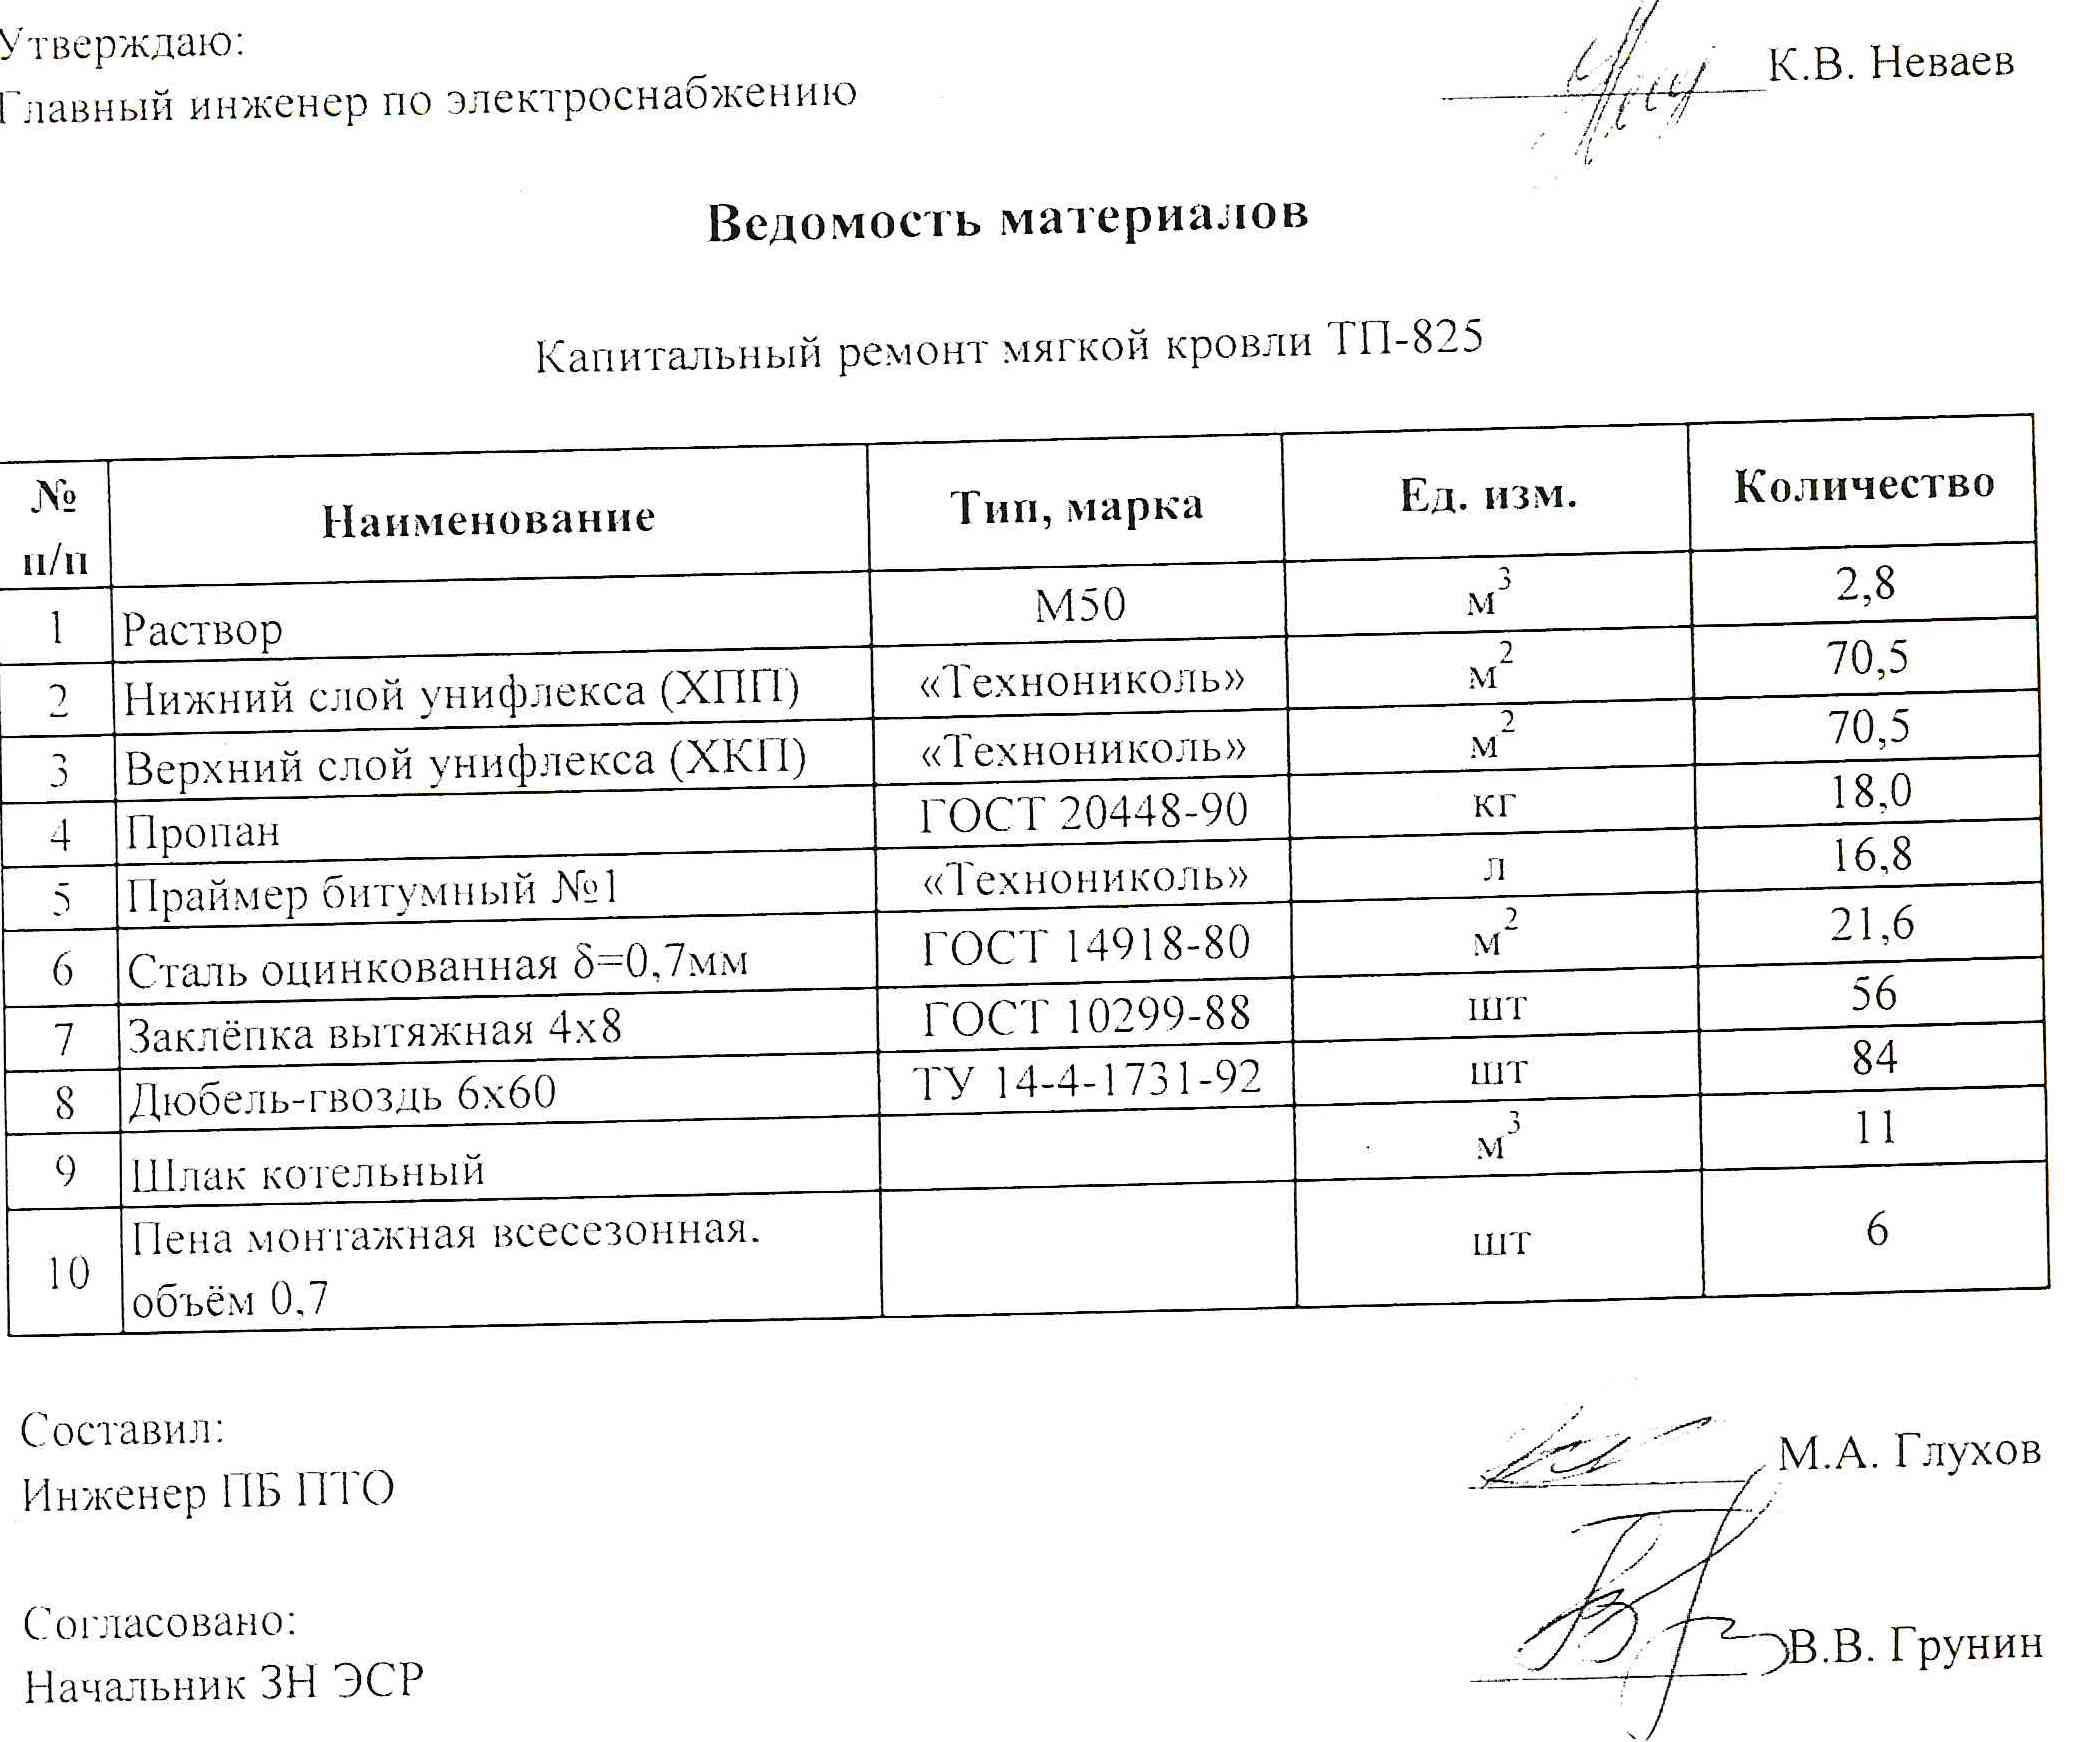 Утверждаю:
Главный инженер по электроснабжению
К.В. Неваев
Ведомость материалов
Капитальный ремонт мягкой кровли ТП-825
№ п/п Наименование Тип, марка Ед. изм. Количество
1 Раствор М50 м³ 2,8
2 Нижний слой унифлекса (ХПП) «Технониколь» м² 70,5
3 Верхний слой унифлекса (ХКП) «Технониколь» м² 70,5
4 Пропан ГОСТ 20448-90 кг 18,0
5 Праймер битумный №1 «Технониколь» л 16,8
6 Сталь оцинкованная δ=0,7мм ГОСТ 14918-80 м² 21,6
7 Заклёпка вытяжная 4х8 ГОСТ 10299-88 шт 56
8 Дюбель-гвоздь 6х60 ТУ 14-4-1731-92 шт 84
9 Шлак котельный м³ 11
10 Пена монтажная всесезонная. шт 6
объём 0,7
Составил:
Инженер ПБ ПТО
М.А. Глухов
Согласовано:
Начальник ЗН ЭСР
В.В. Грунин